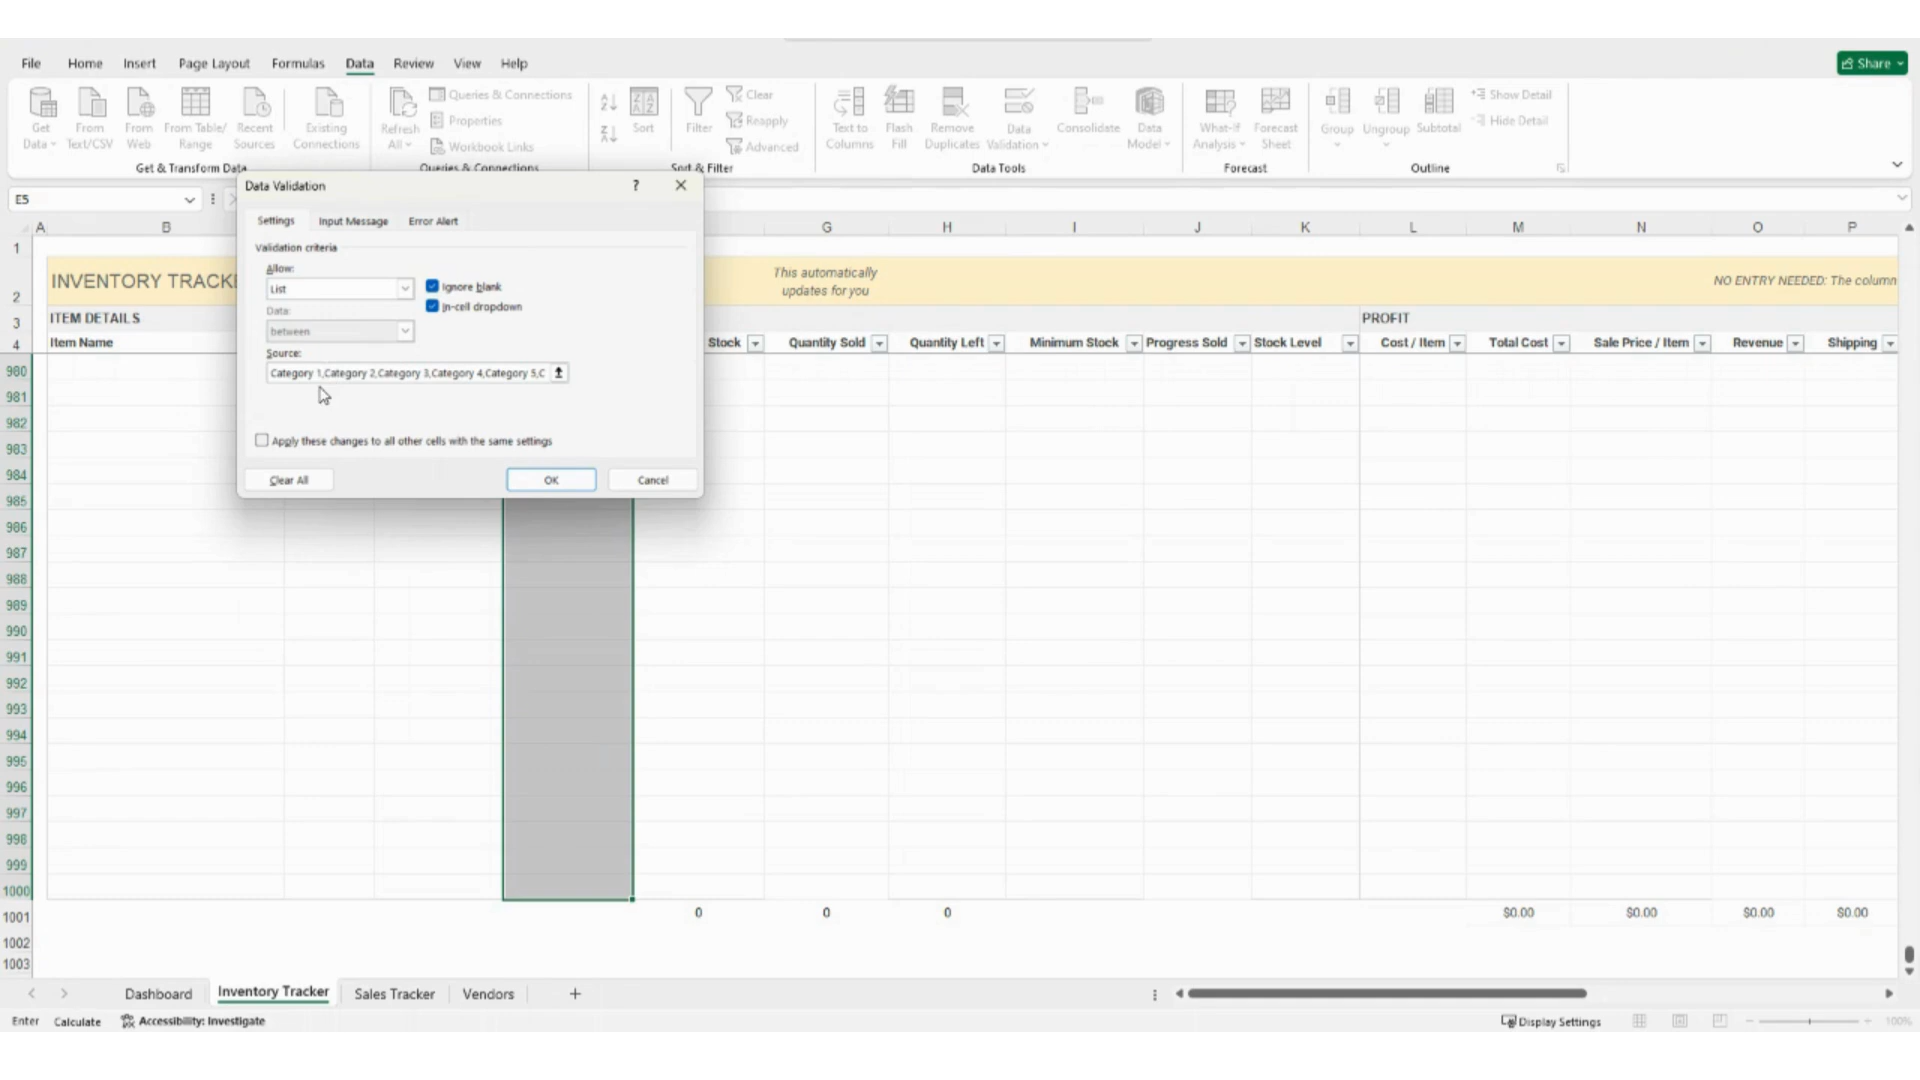 File Home Insert Page Layout Formulas Data Review View Help Share
Get Data From Text/CSV From Web From Table/ Range Recent Sources Existing Connections
Get & Transform Data
Refresh All Queries & Connections Properties Workbook Links
Queries & Connections
Sort Filter Clear Reapply Advanced
Sort & Filter
Text to Columns Flash Fill Remove Duplicates Data Validation Consolidate Data Model
Data Tools
What-If Analysis Forecast Sheet
Forecast
Group Ungroup Subtotal Show Detail Hide Detail
Outline
E5
Data Validation ?
Settings Input Message Error Alert
Validation criteria
Allow:
List
Ignore blank
Data:
In-cell dropdown
between
Source:
Category 1,Category 2,Category 3,Category 4,Category 5,C
Apply these changes to all other cells with the same settings
Clear All OK Cancel
A B G H I J K L M N O P
1
2 INVENTORY TRACKE
This automatically
updates for you
NO ENTRY NEEDED: The column
3 ITEM DETAILS PROFIT
4 Item Name Stock Quantity Sold Quantity Left Minimum Stock Progress Sold Stock Level Cost / Item Total Cost Sale Price / Item Revenue Shipping
980
981
982
983
984
985
986
987
988
989
990
991
992
993
994
995
996
997
998
999
1000
1001 0 0 0 $0.00 $0.00 $0.00 $0.00
1002
1003
Dashboard Inventory Tracker Sales Tracker Vendors +
Enter Calculate Accessibility: Investigate Display Settings 100%